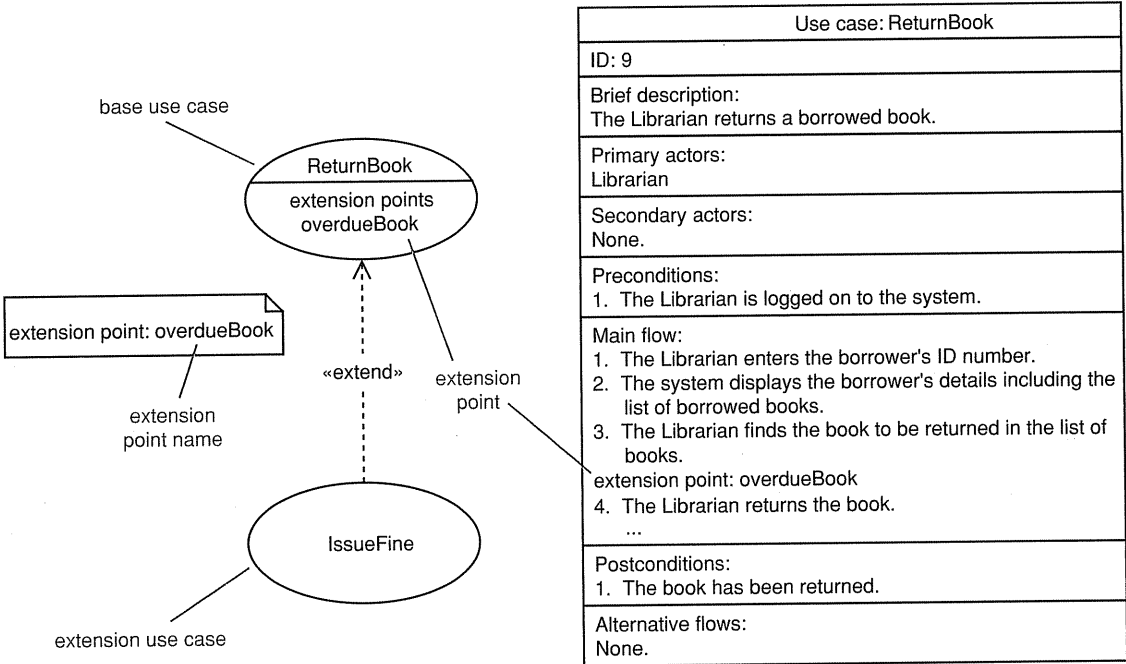 base use case
ReturnBook
extension points
overdueBook
extension point: overdueBook
«extend»
extension
point
extension
point name
IssueFine
extension use case
Use case: ReturnBook
ID: 9
Brief description:
The Librarian returns a borrowed book.
Primary actors:
Librarian
Secondary actors:
None.
Preconditions:
1. The Librarian is logged on to the system.
Main flow:
1. The Librarian enters the borrower's ID number.
2. The system displays the borrower's details including the
list of borrowed books.
3. The Librarian finds the book to be returned in the list of
books.
extension point: overdueBook
4. The Librarian returns the book.
...
Postconditions:
1. The book has been returned.
Alternative flows:
None.